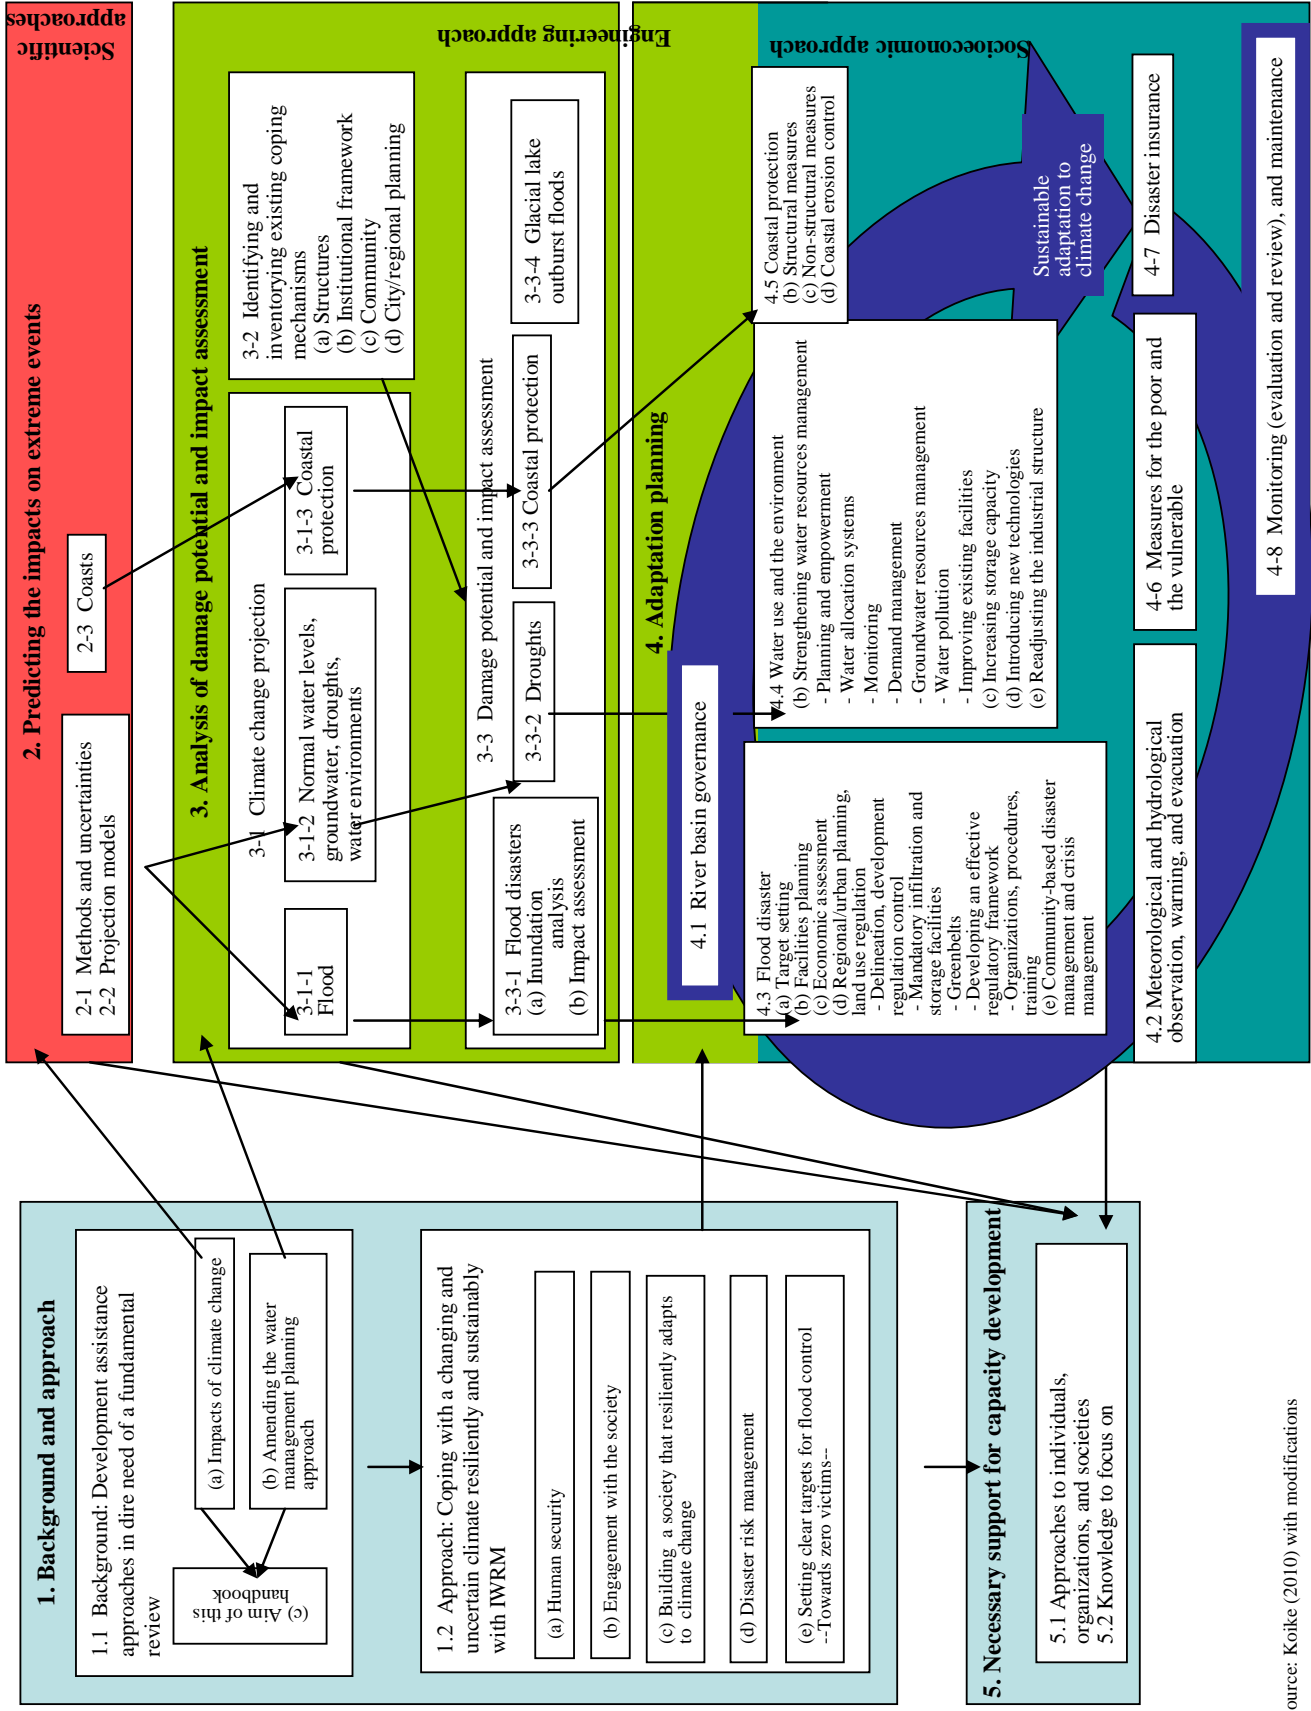 1. Background and approach
1.1 Background: Development assistance
approaches in dire need of a fundamental
review
(a) Impacts of climate change
(b) Amending the water
management planning
approach
(c) Aim of this
handbook
1.2 Approach: Coping with a changing and
uncertain climate resiliently and sustainably
with IWRM
(a) Human security
(b) Engagement with the society
(c) Building a society that resiliently adapts
to climate change
(d) Disaster risk management
(e) Setting clear targets for flood control
--Towards zero victims--
5. Necessary support for capacity development
5.1 Approaches to individuals,
organizations, and societies
5.2 Knowledge to focus on
2. Predicting the impacts on extreme events
Scientific
approaches
2-1 Methods and uncertainties
2-2 Projection models
2-3 Coasts
3. Analysis of damage potential and impact assessment
Engineering approach
3-1 Climate change projection
3-1-1
Flood
3-1-2 Normal water levels,
groundwater, droughts,
water environments
3-1-3 Coastal
protection
3-2 Identifying and
inventorying existing coping
mechanisms
(a) Structures
(b) Institutional framework
(c) Community
(d) City/regional planning
3-3 Damage potential and impact assessment
3-3-1 Flood disasters
(a) Inundation
analysis
(b) Impact assessment
3-3-2 Droughts
3-3-3 Coastal protection
3-3-4 Glacial lake
outburst floods
4. Adaptation planning
Socioeconomic approach
4.1 River basin governance
4.3 Flood disaster
(a) Target setting
(b) Facilities planning
(c) Economic assessment
(d) Regional/urban planning,
land use regulation
- Delineation, development
regulation control
- Mandatory infiltration and
storage facilities
- Greenbelts
- Developing an effective
regulatory framework
- Organizations, procedures,
training
(e) Community-based disaster
management and crisis
management
4.4 Water use and the environment
(b) Strengthening water resources management
- Planning and empowerment
- Water allocation systems
- Monitoring
- Demand management
- Groundwater resources management
- Water pollution
- Improving existing facilities
(c) Increasing storage capacity
(d) Introducing new technologies
(e) Readjusting the industrial structure
4.5 Coastal protection
(b) Structural measures
(c) Non-structural measures
(d) Coastal erosion control
Sustainable
adaptation to
climate change
4.2 Meteorological and hydrological
observation, warning, and evacuation
4-6 Measures for the poor and
the vulnerable
4-7 Disaster insurance
4-8 Monitoring (evaluation and review), and maintenance
ource: Koike (2010) with modifications